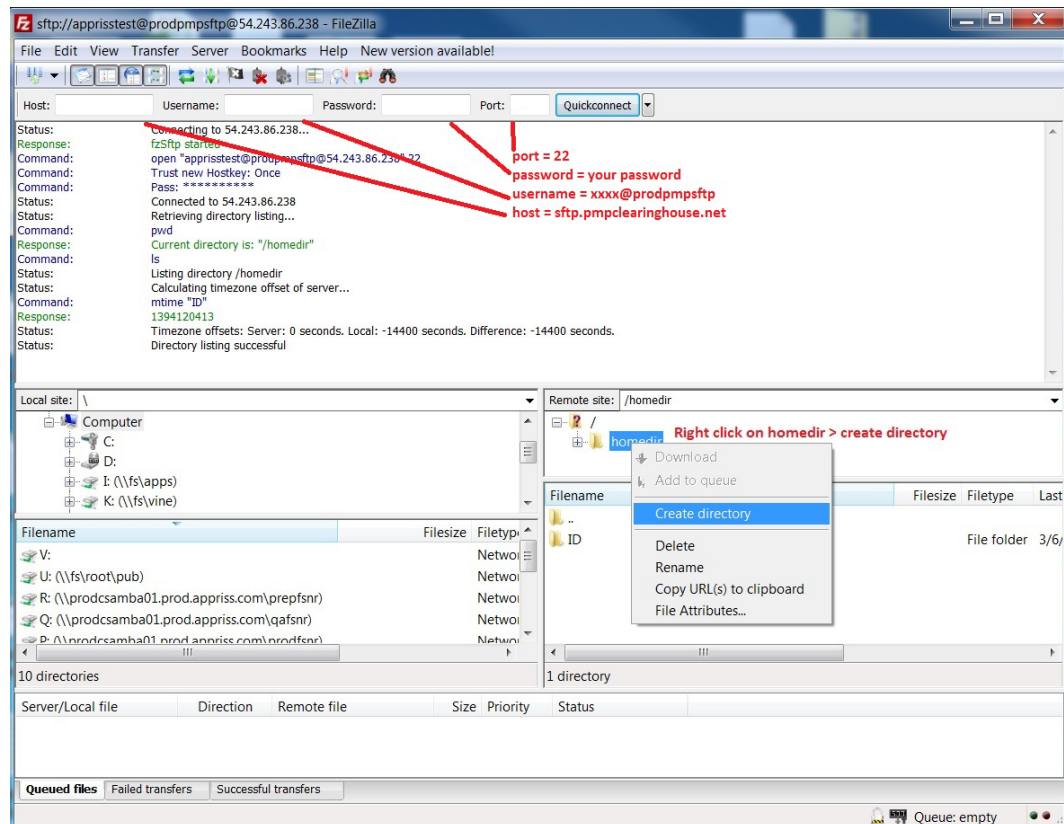 sftp://apprisstest@prodpmpsftp@54.243.86.238 - FileZilla
File Edit View Transfer Server Bookmarks Help New version available!
Host: Username: Password: Port: Quickconnect
Status: Connecting to 54.243.86.238...
Response: fzSftp started
Command: open "apprisstest@prodpmpsftp@54.243.86.238" 22
Command: Trust new Hostkey: Once
Command: Pass: **********
Status: Connected to 54.243.86.238
Status: Retrieving directory listing...
Command: pwd
Response: Current directory is: "/homedir"
Command: ls
Status: Listing directory /homedir
Status: Calculating timezone offset of server...
Command: mtime "ID"
Response: 1394120413
Status: Timezone offsets: Server: 0 seconds. Local: -14400 seconds. Difference: -14400 seconds.
Status: Directory listing successful
port = 22
password = your password
username = xxxx@prodpmpsftp
host = sftp.pmpclearinghouse.net
Local site: \
Computer
C:
D:
I: (\\fs\apps)
K: (\\fs\vine)
Filename Filesize Filetyp
V: Networ
U: (\\fs\root\pub) Networ
R: (\\prodcsamba01.prod.appriss.com\prepfsnr) Networ
Q: (\\prodcsamba01.prod.appriss.com\qafsnr) Networ
P: (\\prodcsamba01.prod.appriss.com\prodfsnr) Networ
10 directories
Remote site: /homedir
/
homedir
Right click on homedir > create directory
Download
Add to queue
Create directory
Delete
Rename
Copy URL(s) to clipboard
File Attributes...
Filename Filesize Filetype Last
..
ID File folder 3/6/
1 directory
Server/Local file Direction Remote file Size Priority Status
Queued files Failed transfers Successful transfers
Queue: empty